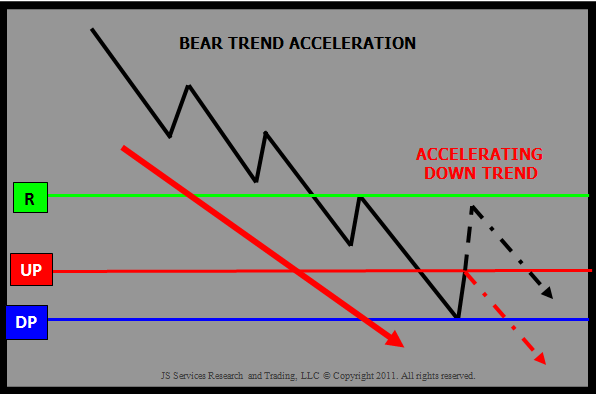 BEAR TREND ACCELERATION
ACCELERATING
DOWN TREND
R
UP
DP
JS Services Research and Trading, LLC © Copyright 2011. All rights reserved.